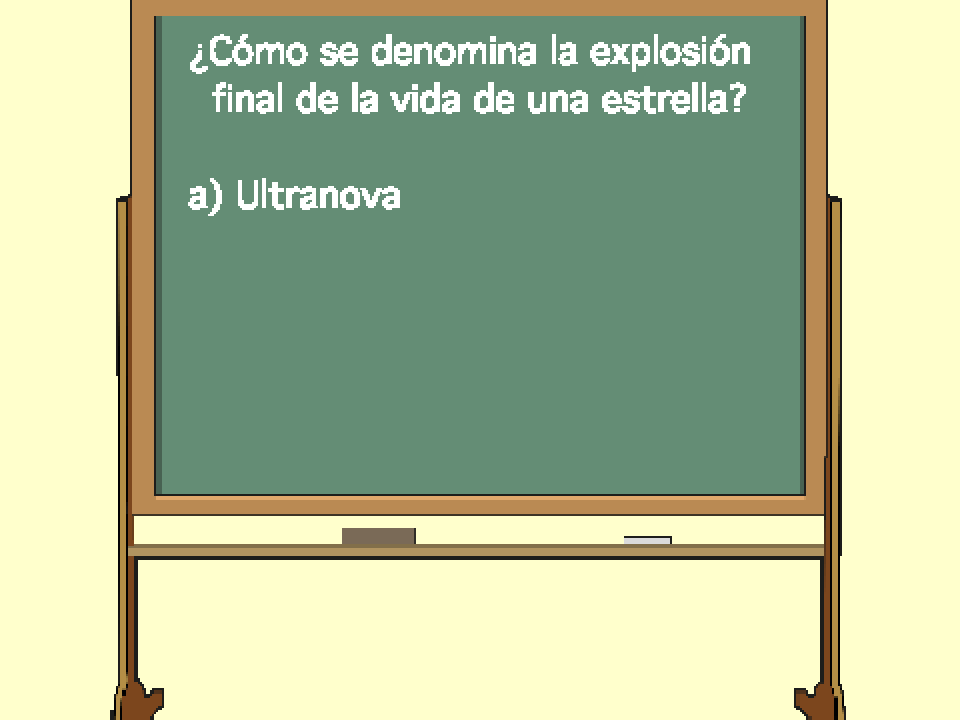 ¿Cómo se denomina la explosión
final de la vida de una estrella?
a) Ultranova